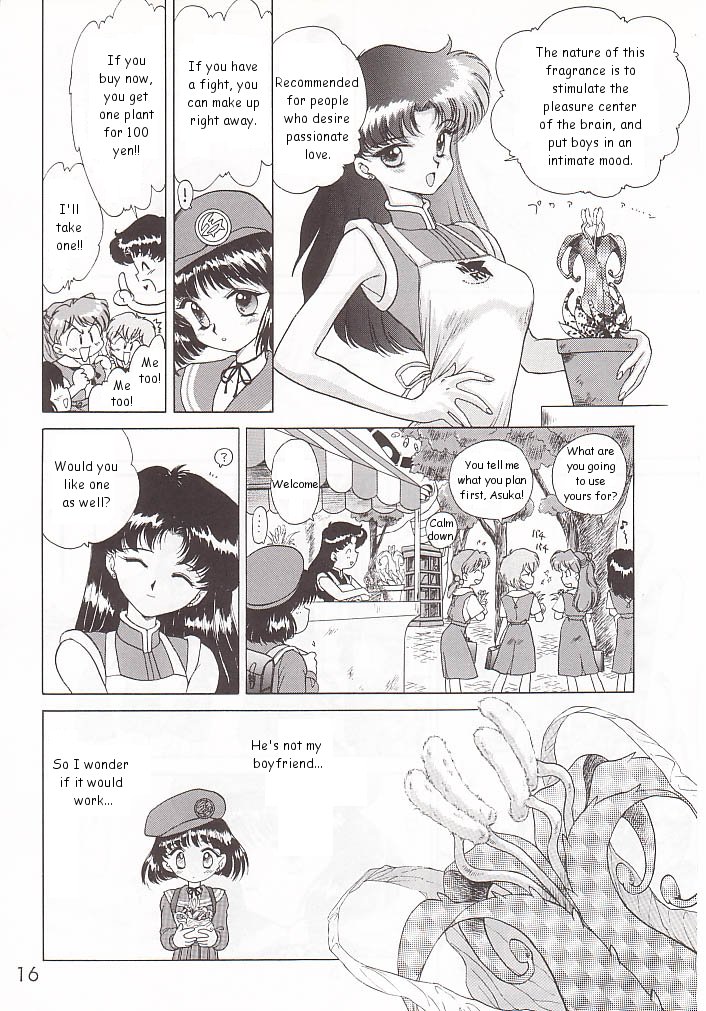 The nature of this
fragrance is to
stimulate the
pleasure center
of the brain, and
put boys in an
intimate mood.
Recommended
for people
who desire
passionate
love.
If you have
a fight, you
can make up
right away.
!
If you
buy now,
you get
one plant
for 100
yen!!
I'll
take
one!!
Me
too!
Me
too!
What are
you going
to use
yours for?
You tell me
what you plan
first, Asuka!
Calm
down
Welcome
...
?
Would you
like one
as well?
He's not my
boyfriend...
So I wonder
if it would
work...
16